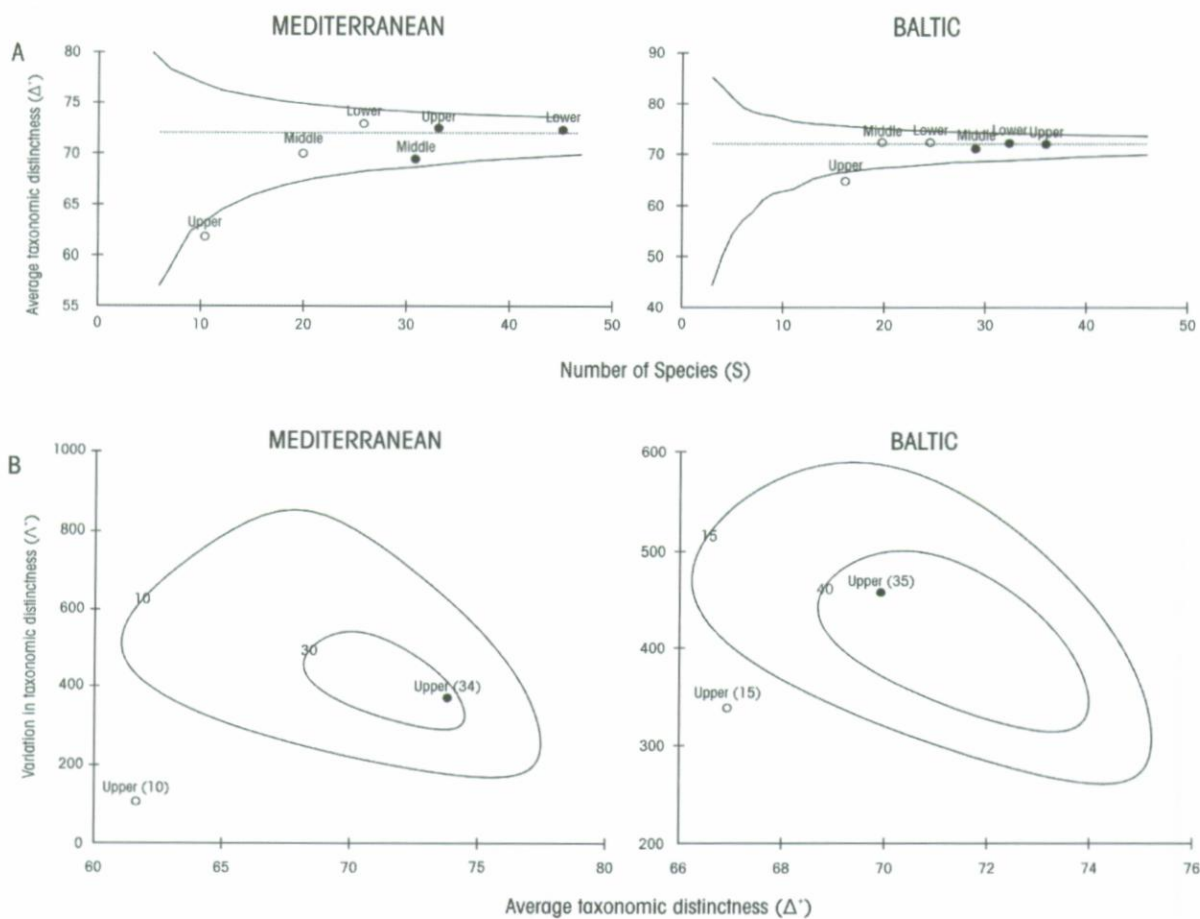 MEDITERRANEAN
BALTIC
A
Average taxonomic distinctness (Δ⁺)
80
75
70
65
60
55
0
10
20
30
40
50
Lower
Upper
Lower
Middle
Middle
Upper
90
80
70
60
50
40
0
10
20
30
40
50
Middle
Lower
Middle
Lower
Upper
Upper
Number of Species (S)
MEDITERRANEAN
BALTIC
B
Variation in taxonomic distinctness (Λ⁺)
1000
800
600
400
200
0
60
65
70
75
80
10
30
Upper (34)
Upper (10)
600
500
400
300
200
66
68
70
72
74
76
15
40
Upper (35)
Upper (15)
Average taxonomic distinctness (Δ⁺)